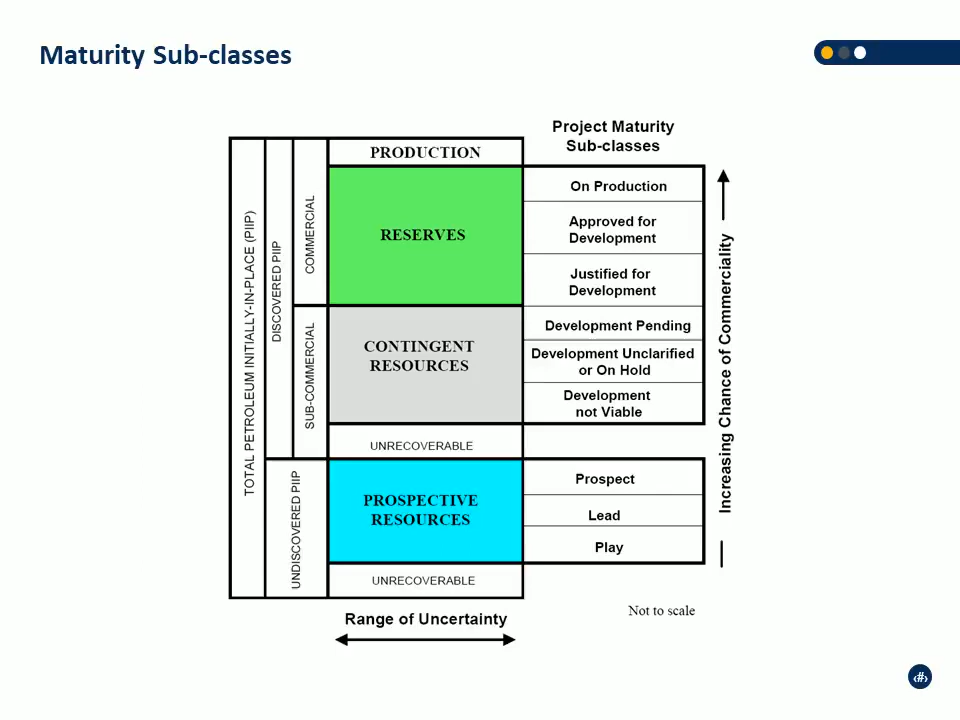 Maturity Sub-classes
Project Maturity
Sub-classes
TOTAL PETROLEUM INITIALLY-IN-PLACE (PIIP)
DISCOVERED PIIP
UNDISCOVERED PIIP
COMMERCIAL
SUB-COMMERCIAL
PRODUCTION
RESERVES
On Production
Approved for
Development
Justified for
Development
CONTINGENT
RESOURCES
Development Pending
Development Unclarified
or On Hold
Development
not Viable
UNRECOVERABLE
PROSPECTIVE
RESOURCES
Prospect
Lead
Play
UNRECOVERABLE
Increasing Chance of Commerciality
Range of Uncertainty
Not to scale
‹#›